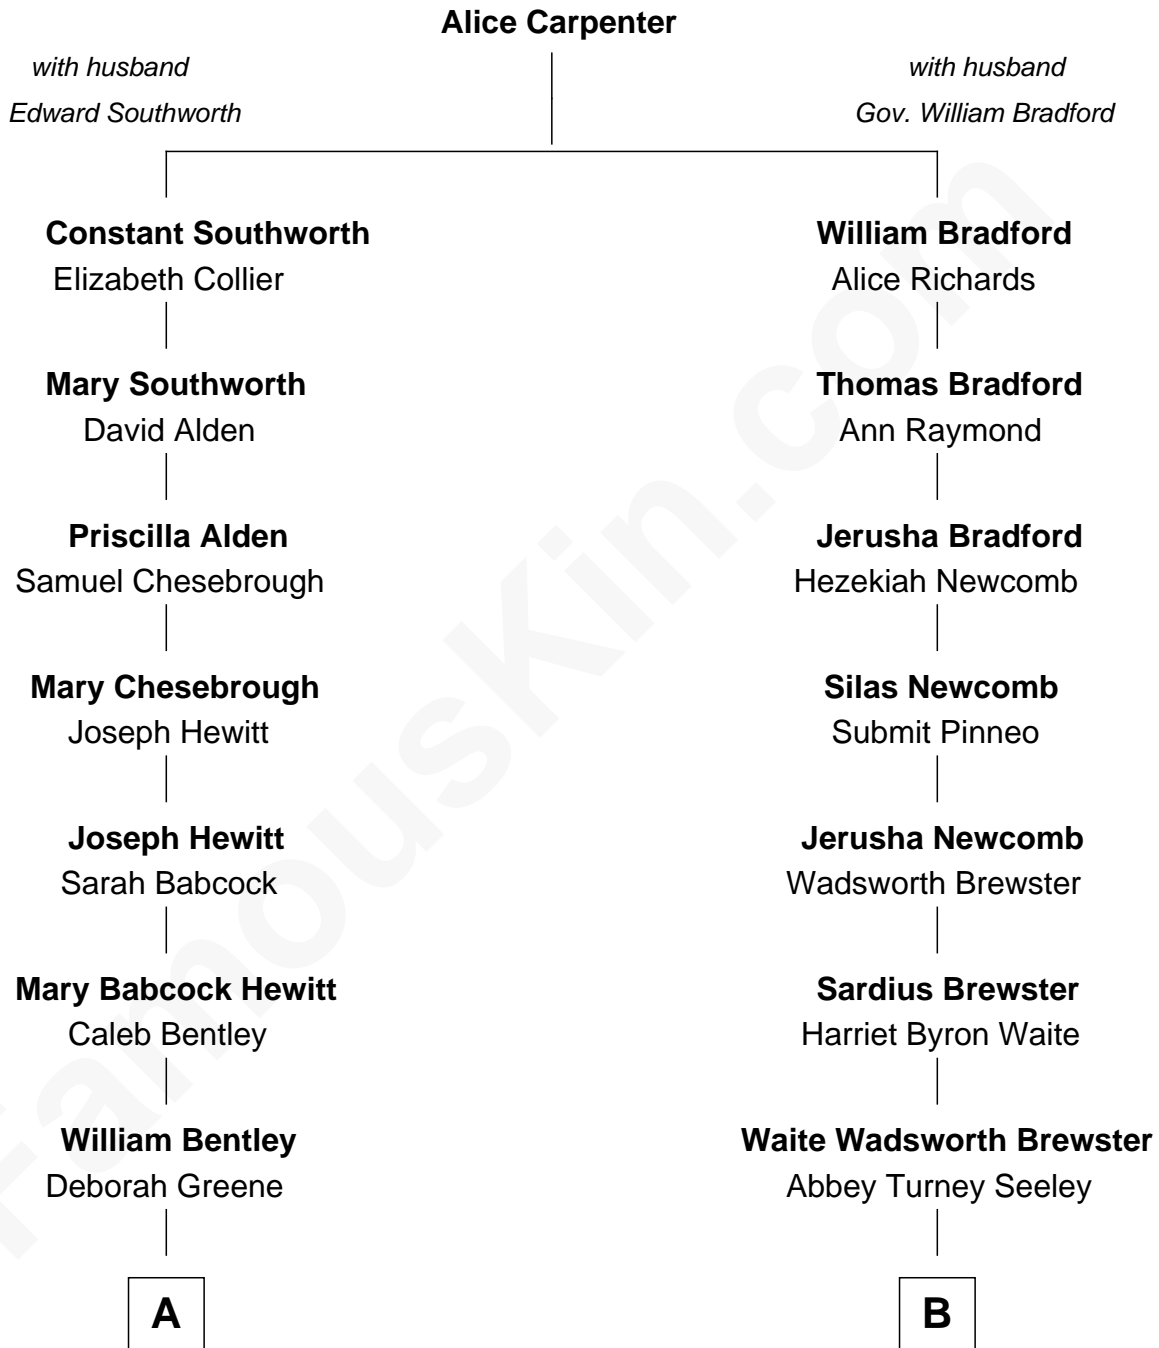 Alice Carpenter
with husband
Edward Southworth
with husband
Gov. William Bradford
Constant Southworth
Elizabeth Collier
William Bradford
Alice Richards
Mary Southworth
David Alden
Thomas Bradford
Ann Raymond
Priscilla Alden
Samuel Chesebrough
Jerusha Bradford
Hezekiah Newcomb
Mary Chesebrough
Joseph Hewitt
Silas Newcomb
Submit Pinneo
Joseph Hewitt
Sarah Babcock
Jerusha Newcomb
Wadsworth Brewster
Mary Babcock Hewitt
Caleb Bentley
Sardius Brewster
Harriet Byron Waite
William Bentley
Deborah Greene
Waite Wadsworth Brewster
Abbey Turney Seeley
A
B
FamousKin.com